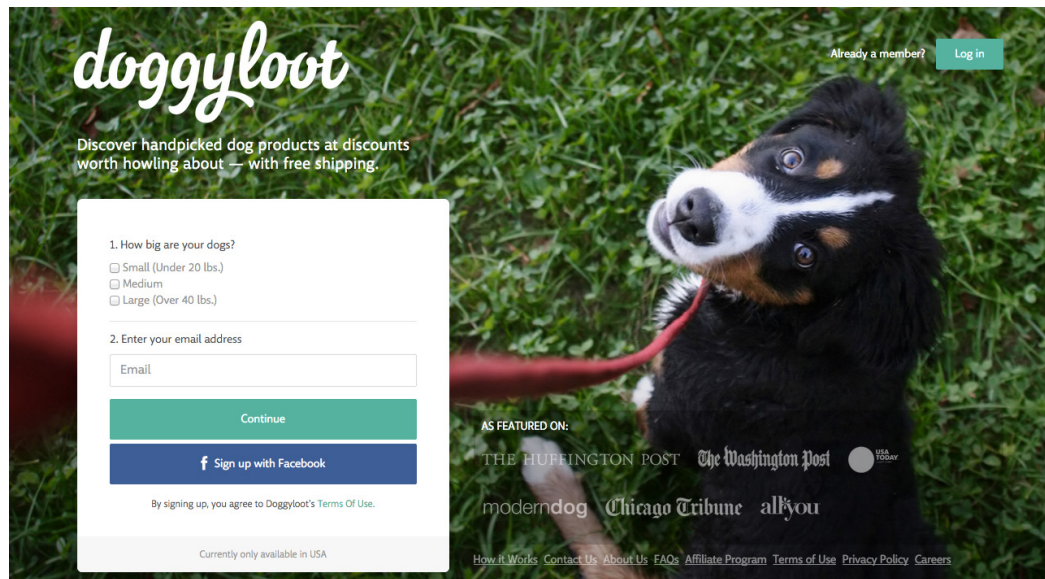 doggyloot
Already a member? Log in
Discover handpicked dog products at discounts
worth howling about — with free shipping.
1. How big are your dogs?
Small (Under 20 lbs.)
Medium
Large (Over 40 lbs.)
2. Enter your email address
Email
Continue
f Sign up with Facebook
By signing up, you agree to Doggyloot's Terms Of Use.
Currently only available in USA
AS FEATURED ON:
THE HUFFINGTON POST The Washington Post USA
TODAY
moderndog Chicago Tribune all you
How it Works Contact Us About Us FAQs Affiliate Program Terms of Use Privacy Policy Careers